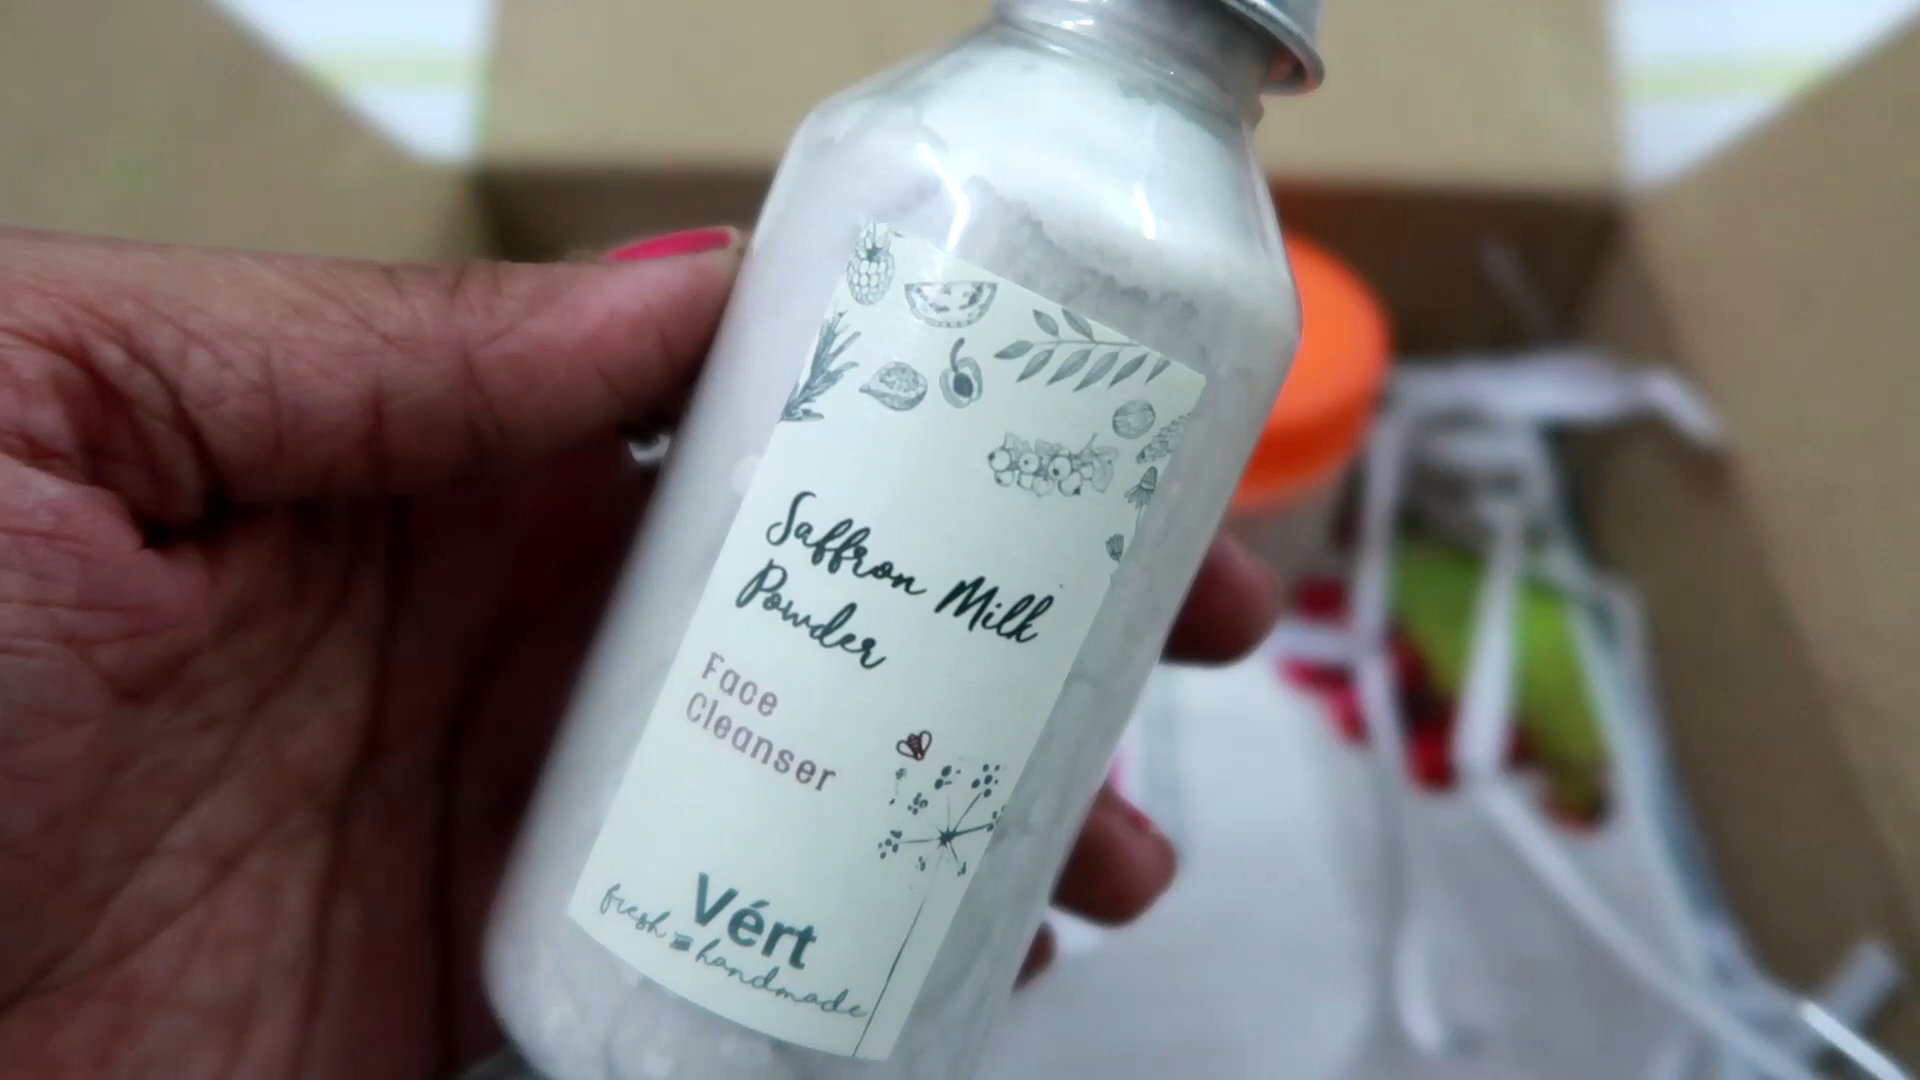 Saffron Milk
Powder
Face
Cleanser
Vért
fresh handmade